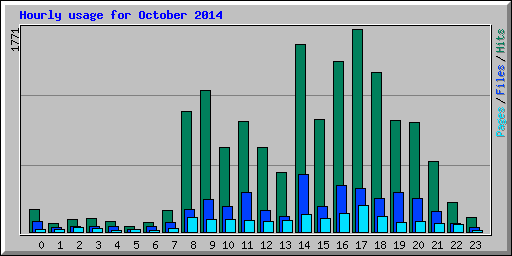 Hourly usage for October 2014
1771
Pages / Files / Hits
0 1 2 3 4 5 6 7 8 9 10 11 12 13 14 15 16 17 18 19 20 21 22 23